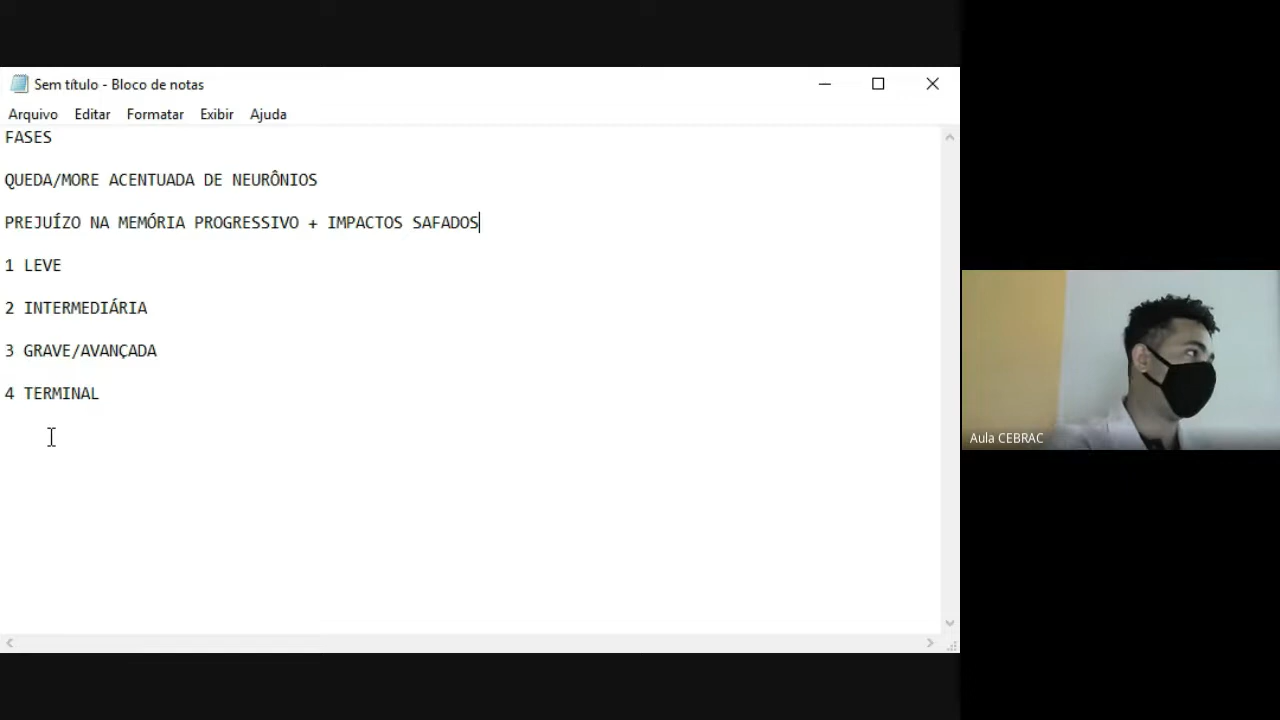 Sem título - Bloco de notas
Arquivo Editar Formatar Exibir Ajuda
FASES
QUEDA/MORE ACENTUADA DE NEURÔNIOS
PREJUÍZO NA MEMÓRIA PROGRESSIVO + IMPACTOS SAFADOS
1 LEVE
2 INTERMEDIÁRIA
3 GRAVE/AVANÇADA
4 TERMINAL
Aula CEBRAC